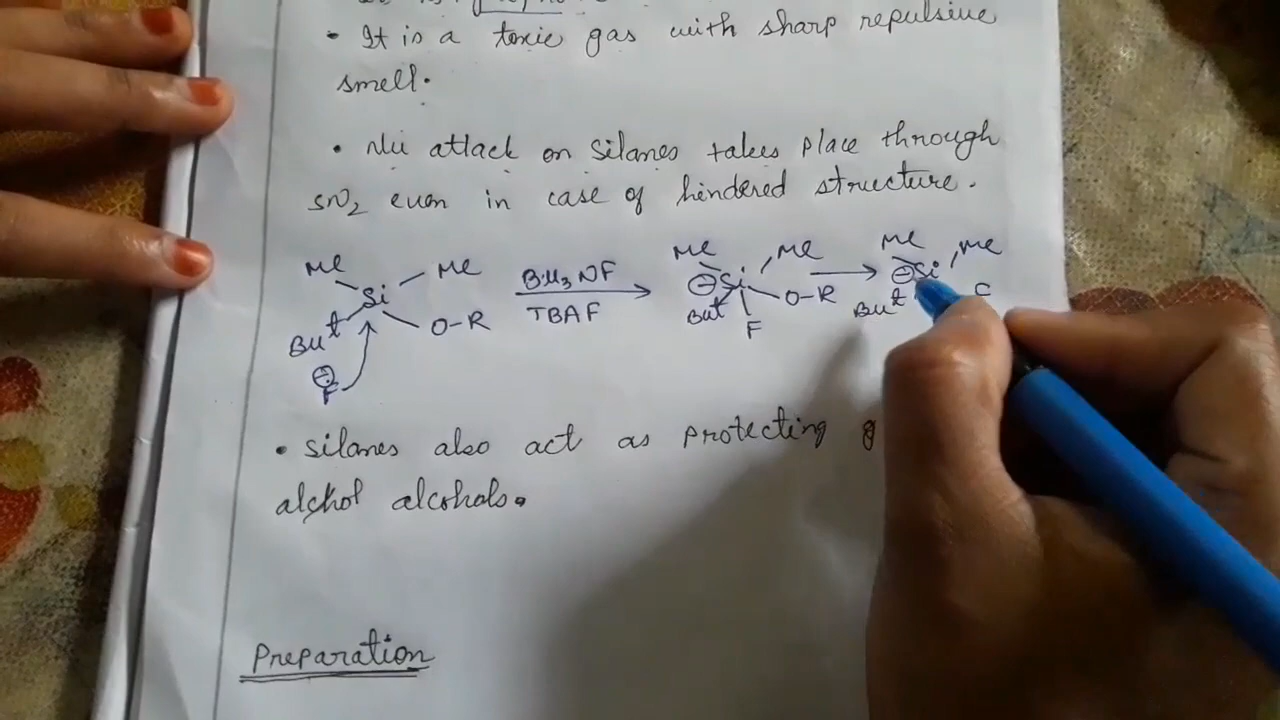 • It is a toxic gas with sharp repulsive
smell.
• Nu attack on silanes takes place through
SN2 even in case of hindered structure.
Me Me Si But O-R ⊖ F
Bu3NF
TBAF
Me Me ⊖ Si But O-R F
Me Me ⊖ Si But
• Silanes also act as protecting
alchol alcohols.
Preparation